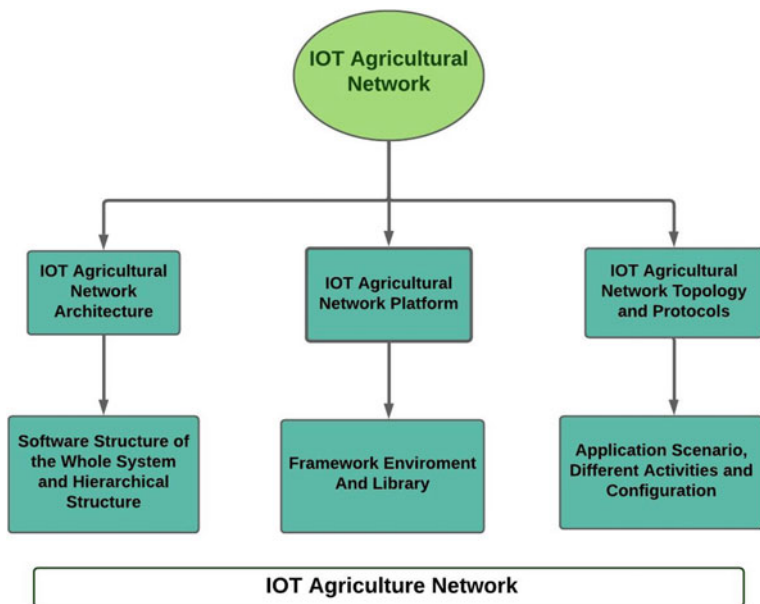 IOT Agricultural
Network
IOT Agricultural
Network
Architecture
IOT Agricultural
Network Platform
IOT Agricultural
Network Topology
and Protocols
Software Structure of
the Whole System
and Hierarchical
Structure
Framework Enviroment
And Library
Application Scenario,
Different Activities and
Configuration
IOT Agriculture Network